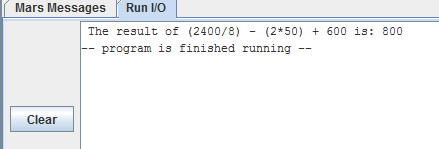 Mars Messages Run I/O
The result of (2400/8) - (2*50) + 600 is: 800
-- program is finished running --
Clear